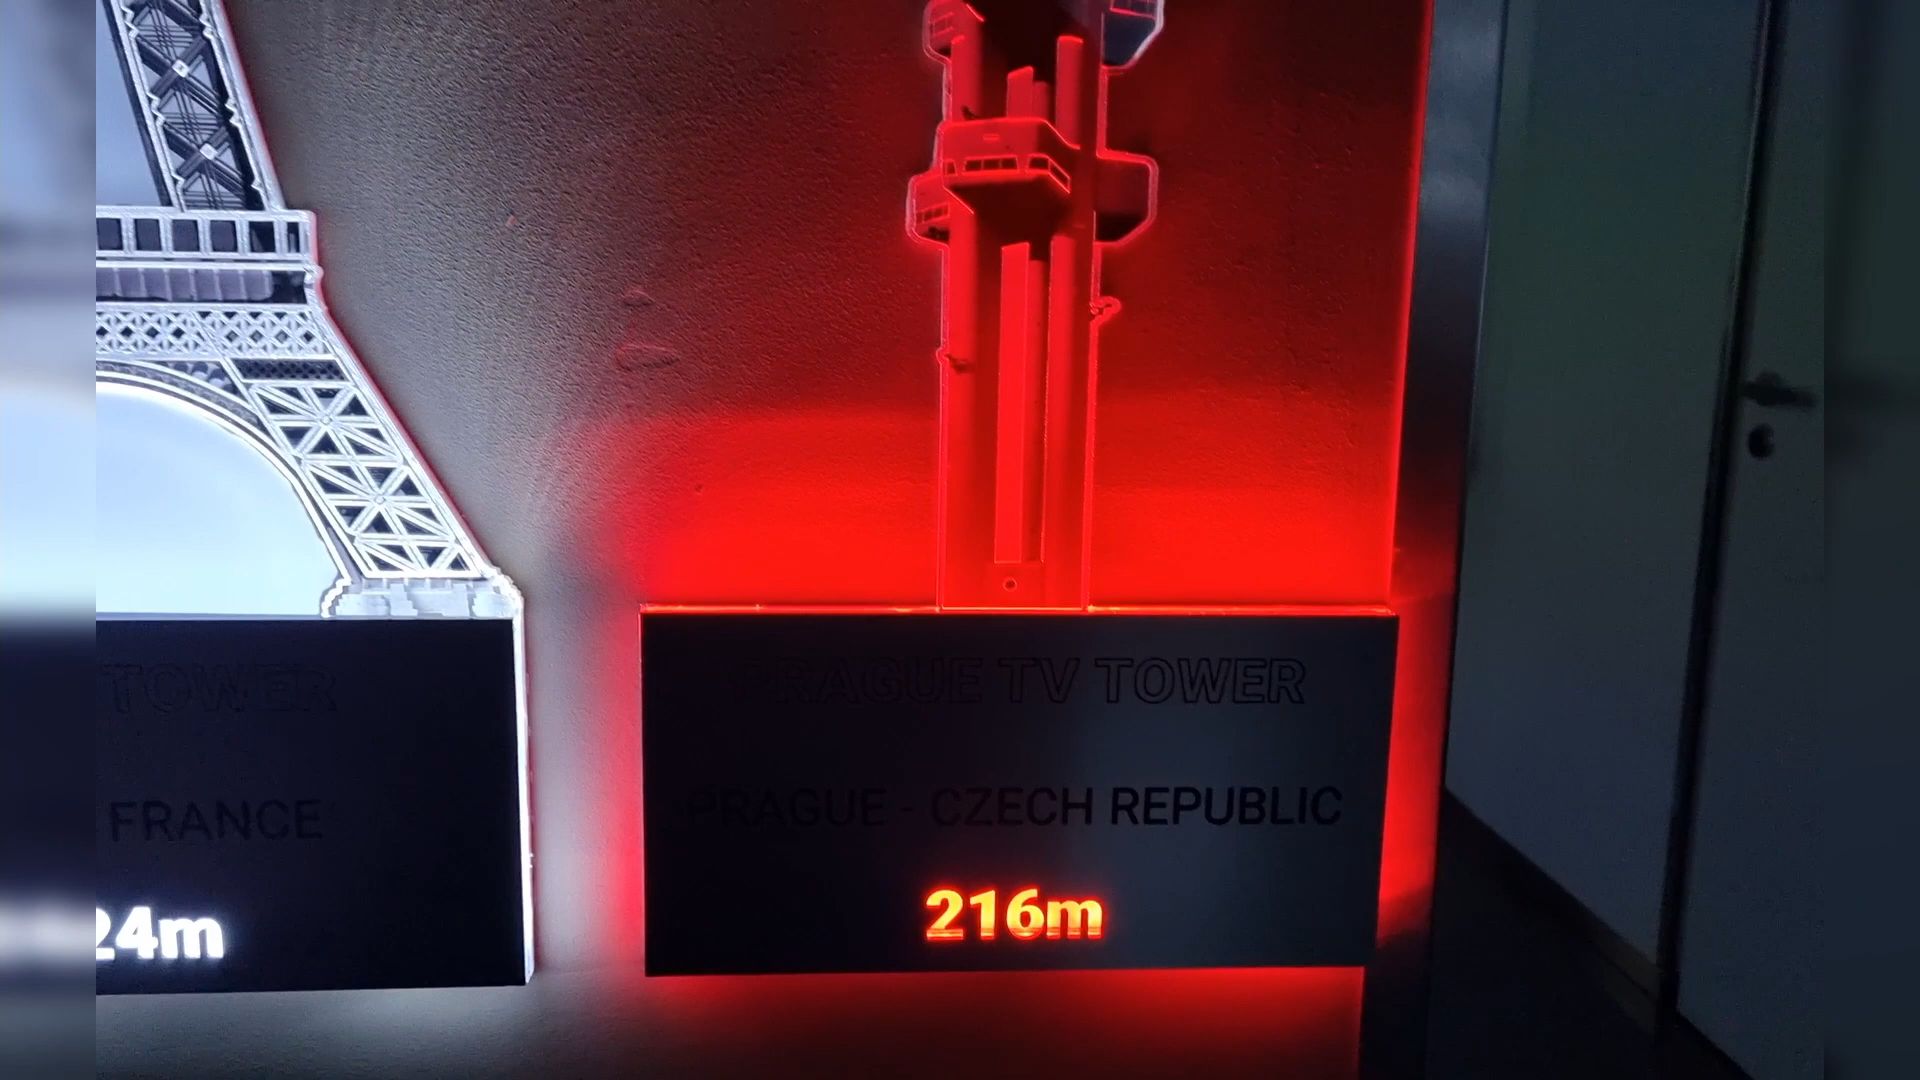 TOWER
FRANCE
24m
PRAGUE TV TOWER
PRAGUE - CZECH REPUBLIC
216m